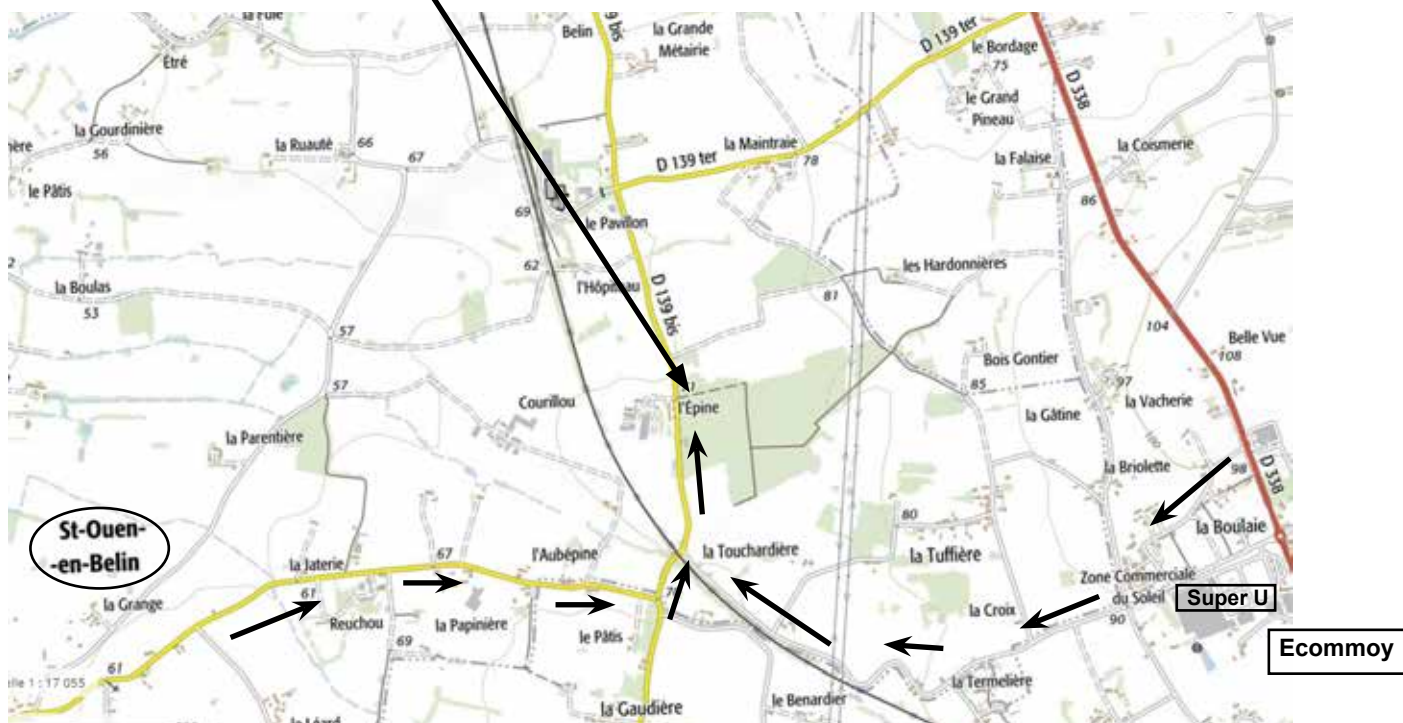 la Fuie
Belin
9 bis
la Grande
Métairie
D 139 ter
le Bordage
75
D 338
Étré
le Grand
Pineau
la Gourdinière
56
la Ruauté
66
67
la Maintraie
78
D 139 ter
la Falaise
la Coismerie
le Pâtis
69
le Pavillon
86
62
l'Hôpiteau
D 139 bis
les Hardonnières
81
la Boulas
53
57
104
Belle Vue
108
Bois Gontier
85
57
Courillou
l'Épine
97
la Vacherie
la Gâtine
la Parentière
la Briolette
98
D 338
St-Ouen-
-en-Belin
80
la Boulaie
la Jaterie
67
l'Aubépine
la Touchardière
la Tuffière
Zone Commerciale
du Soleil
Super U
90
la Grange
61
Reuchou
la Papinière
le Pâtis
la Croix
69
Ecommoy
61
elle 1 : 17 055
la Termelière
le Benardier
la Gaudière